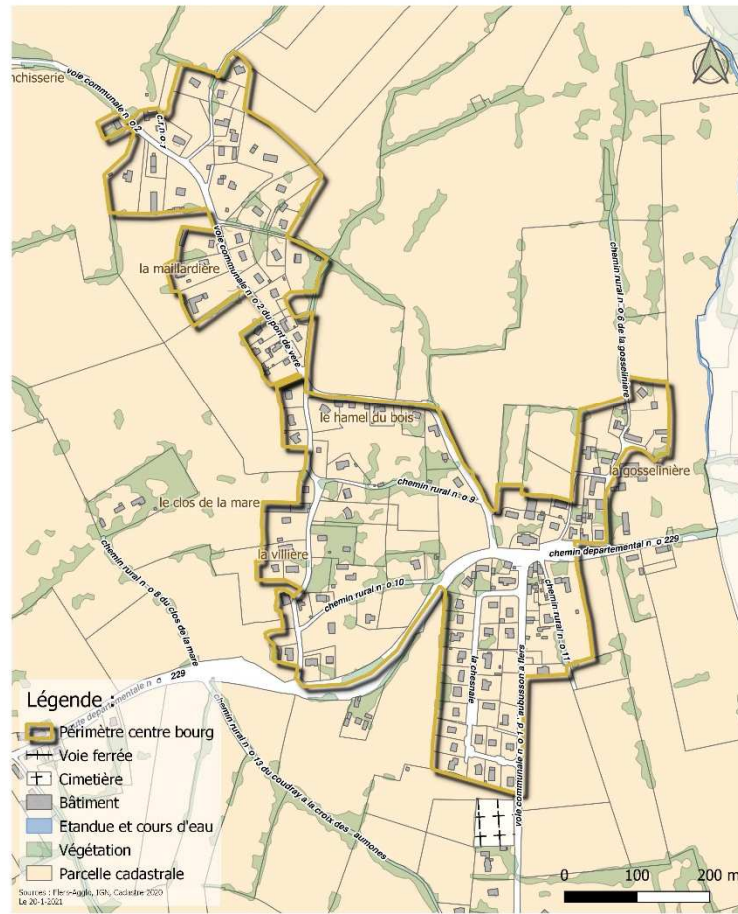 nchisserie
voie communale n o 2
c.r.n o 1
la maillardière
voie communale n o 2 du pont de vere
chemin rural n o 6 de la gosselinière
le hamel du bois
la gosselinière
chemin rural n o 9
le clos de la mare
chemin departemental n o 229
la villière
chemin rural n o 10
chemin rural n o 8 du clos de la mare
chemin rural n o 11
la chesnaie
voie communale n o 1 d'aubusson a flers
route departementale n o 229
chemin rural n o 13 du coudray a la croix des aumones
Légende :
Périmètre centre bourg
Voie ferrée
Cimetière
Bâtiment
Etandue et cours d'eau
Végétation
Parcelle cadastrale
Sources : Flers-Agglo, IGN, Cadastre 2020
Le 20-1-2021
0 100 200 m